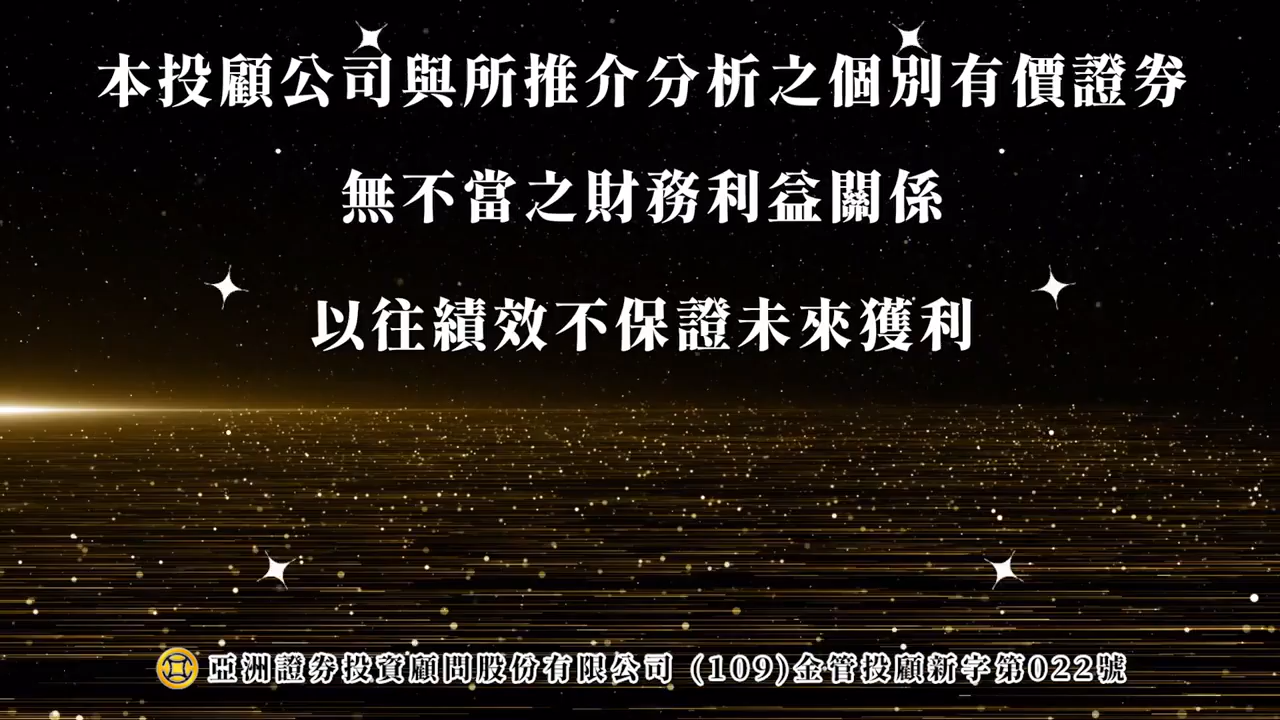 本投顧公司與所推介分析之個別有價證券
無不當之財務利益關係
以往績效不保證未來獲利
亞洲證券投資顧問股份有限公司 (109)金管投顧新字第022號